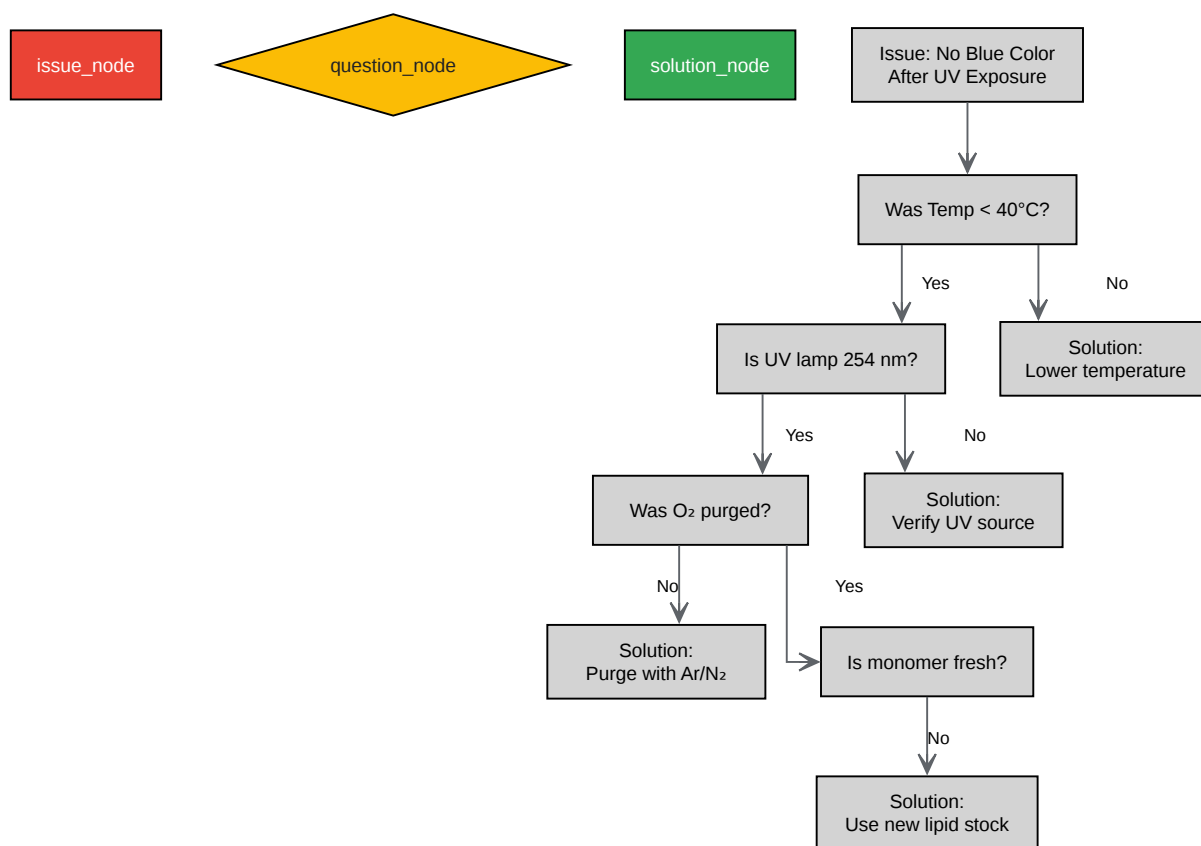 issue_node
question_node
solution_node
Issue: No Blue Color
After UV Exposure
Was Temp < 40°C?
Yes
No
Is UV lamp 254 nm?
Solution:
Lower temperature
Yes
No
Was O₂ purged?
Solution:
Verify UV source
No
Yes
Solution:
Purge with Ar/N₂
Is monomer fresh?
No
Solution:
Use new lipid stock